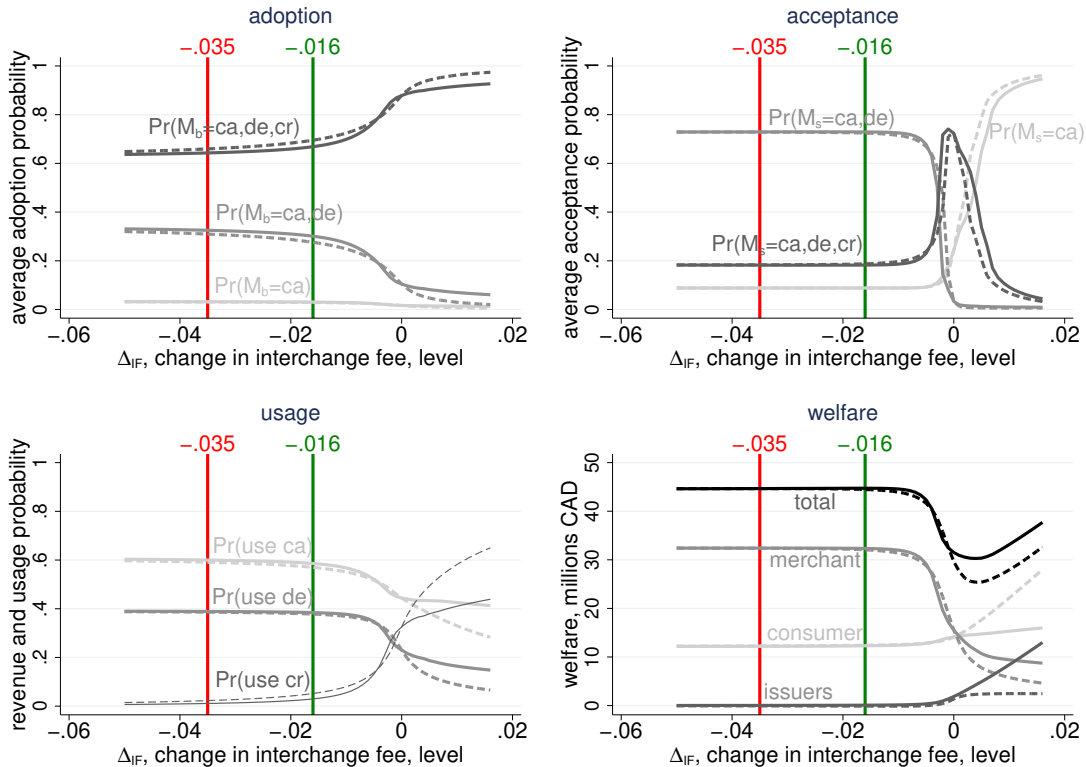 adoption
-.035
-.016
average adoption probability
1
.8
.6
.4
.2
0
Pr(M_b=ca,de,cr)
Pr(M_b=ca,de)
Pr(M_b=ca)
-.06
-.04
-.02
0
.02
Δ_IF, change in interchange fee, level
acceptance
-.035
-.016
average acceptance probability
1
.8
.6
.4
.2
0
Pr(M_s=ca,de)
Pr(M_s=ca)
Pr(M_s=ca,de,cr)
-.06
-.04
-.02
0
.02
Δ_IF, change in interchange fee, level
usage
-.035
-.016
revenue and usage probability
1
.8
.6
.4
.2
0
Pr(use ca)
Pr(use de)
Pr(use cr)
-.06
-.04
-.02
0
.02
Δ_IF, change in interchange fee, level
welfare
-.035
-.016
welfare, millions CAD
50
40
30
20
10
0
total
merchant
consumer
issuers
-.06
-.04
-.02
0
.02
Δ_IF, change in interchange fee, level